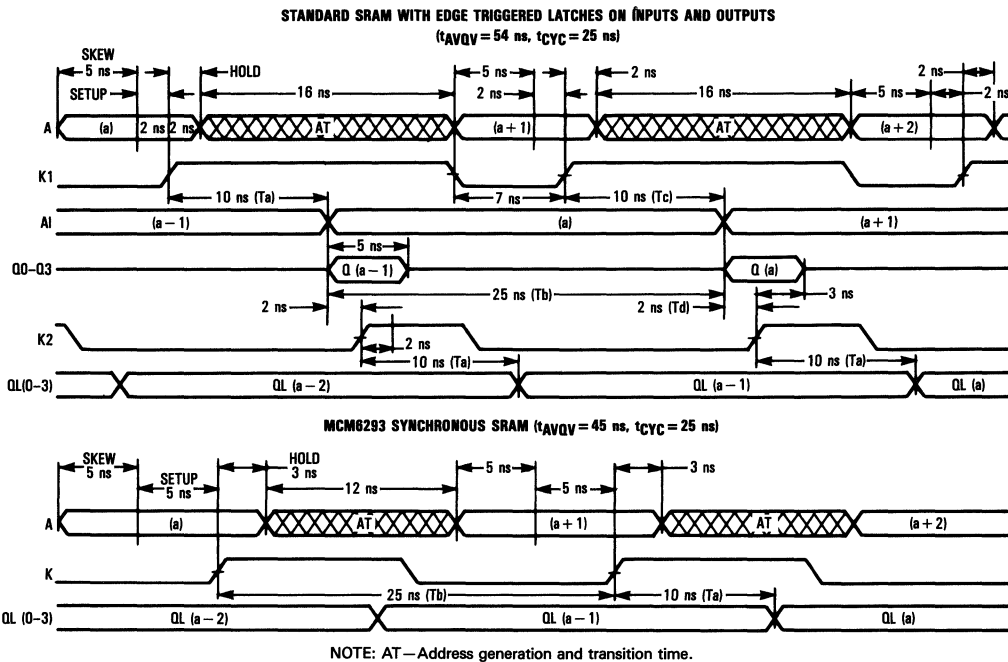 STANDARD SRAM WITH EDGE TRIGGERED LATCHES ON INPUTS AND OUTPUTS
(tAVQV = 54 ns, tCYC = 25 ns)
SKEW
5 ns
HOLD
5 ns
2 ns
2 ns
SETUP
16 ns
2 ns
16 ns
5 ns
2 ns
A
(a)
2 ns
2 ns
AT
(a + 1)
AT
(a + 2)
K1
10 ns (Ta)
7 ns
10 ns (Tc)
AI
(a − 1)
(a)
(a + 1)
5 ns
Q0-Q3
Q (a − 1)
Q (a)
25 ns (Tb)
3 ns
2 ns
2 ns (Td)
K2
2 ns
10 ns (Ta)
10 ns (Ta)
QL(0–3)
QL (a − 2)
QL (a − 1)
QL (a)
MCM6293 SYNCHRONOUS SRAM (tAVQV = 45 ns, tCYC = 25 ns)
SKEW
5 ns
HOLD
3 ns
5 ns
3 ns
SETUP
5 ns
12 ns
5 ns
A
(a)
AT
(a + 1)
AT
(a + 2)
K
25 ns (Tb)
10 ns (Ta)
QL (0–3)
QL (a − 2)
QL (a − 1)
QL (a)
NOTE: AT—Address generation and transition time.